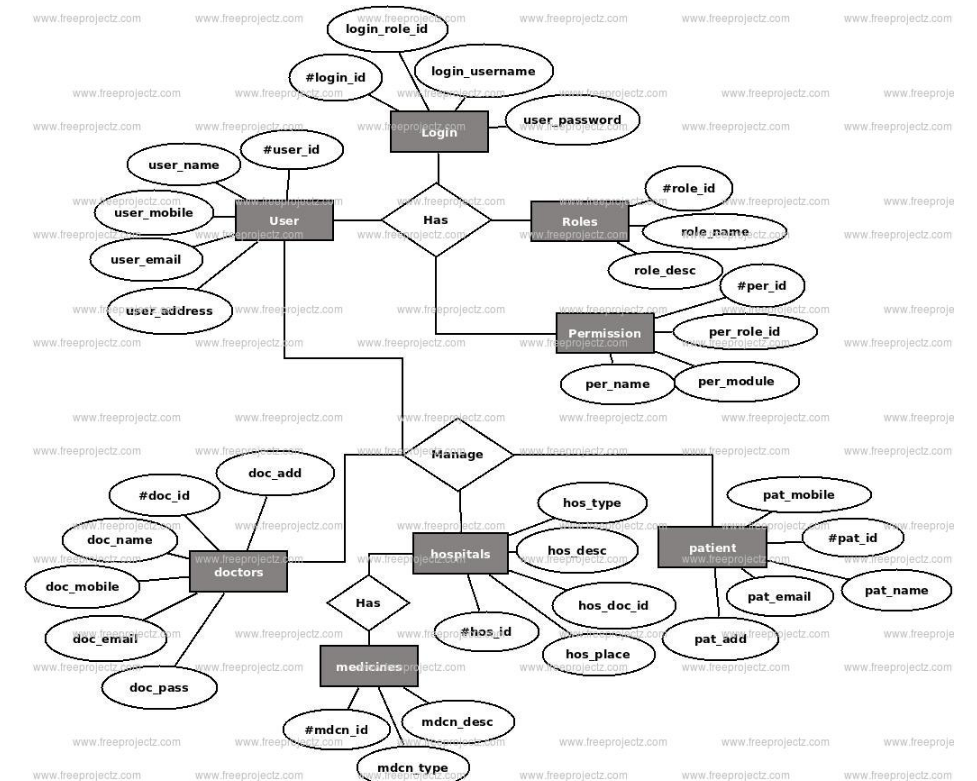 login_role_id
login_username
#login_id
user_password
Login
#user_id
user_name
user_mobile
user_email
user_address
User
Has
Roles
#role_id
role_name
role_desc
#per_id
Permission
per_role_id
per_name
per_module
Manage
doc_add
#doc_id
doc_name
doc_mobile
doc_email
doc_pass
doctors
hospitals
hos_type
hos_desc
hos_doc_id
#hos_id
hos_place
patient
pat_mobile
#pat_id
pat_name
pat_email
pat_add
Has
medicines
#mdcn_id
mdcn_desc
mdcn_type
www.freeprojectz.com